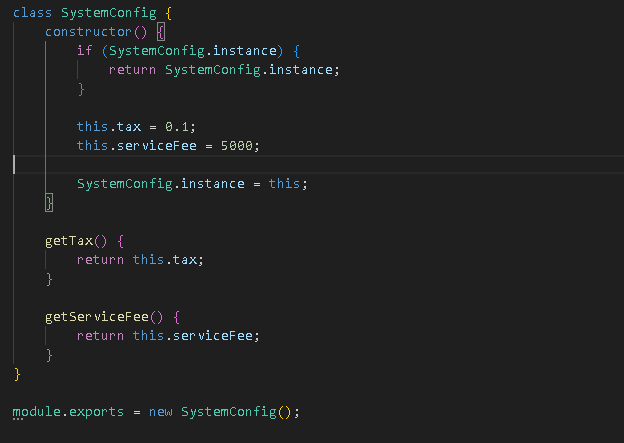 class SystemConfig {
    constructor() {
        if (SystemConfig.instance) {
            return SystemConfig.instance;
        }

        this.tax = 0.1;
        this.serviceFee = 5000;

        SystemConfig.instance = this;
    }

    getTax() {
        return this.tax;
    }

    getServiceFee() {
        return this.serviceFee;
    }
}

module.exports = new SystemConfig();